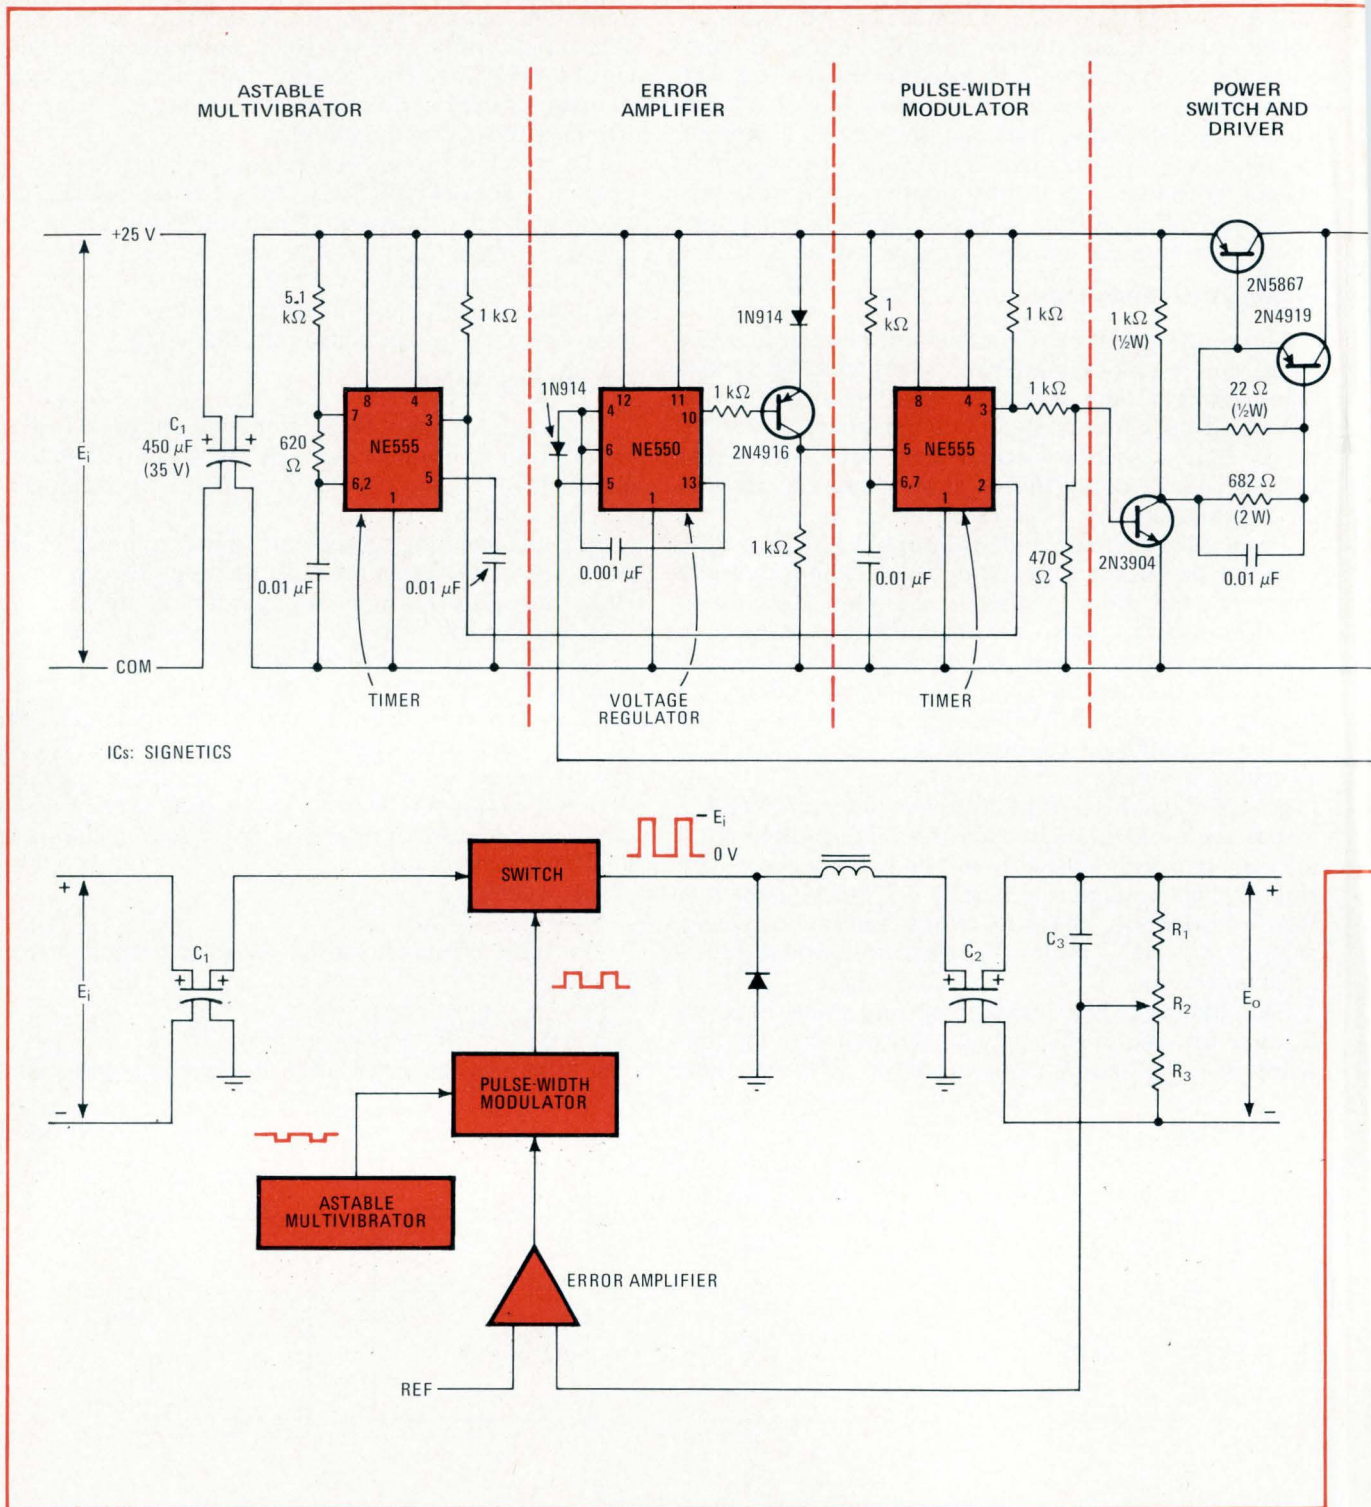 ASTABLE
MULTIVIBRATOR
ERROR
AMPLIFIER
PULSE-WIDTH
MODULATOR
POWER
SWITCH AND
DRIVER
+25 V
Ei
C1
450 µF
(35 V)
+
+
COM
5.1
kΩ
620
Ω
0.01 µF
8
4
7
3
NE555
5
6,2
1
1 kΩ
0.01 µF
TIMER
1N914
12
11
4
10
6
NE550
5
13
1
1 kΩ
0.001 µF
VOLTAGE
REGULATOR
1N914
2N4916
1 kΩ
1
kΩ
0.01 µF
8
4
3
5
NE555
6,7
2
1
TIMER
1 kΩ
1 kΩ
470
Ω
1 kΩ
(½W)
2N3904
2N5867
2N4919
22 Ω
(½W)
682 Ω
(2 W)
0.01 µF
ICs: SIGNETICS
+
Ei
–
C1
+
+
SWITCH
Ei
0 V
PULSE-WIDTH
MODULATOR
ASTABLE
MULTIVIBRATOR
ERROR AMPLIFIER
REF
C2
+
+
C3
R1
R2
R3
+
Eo
–